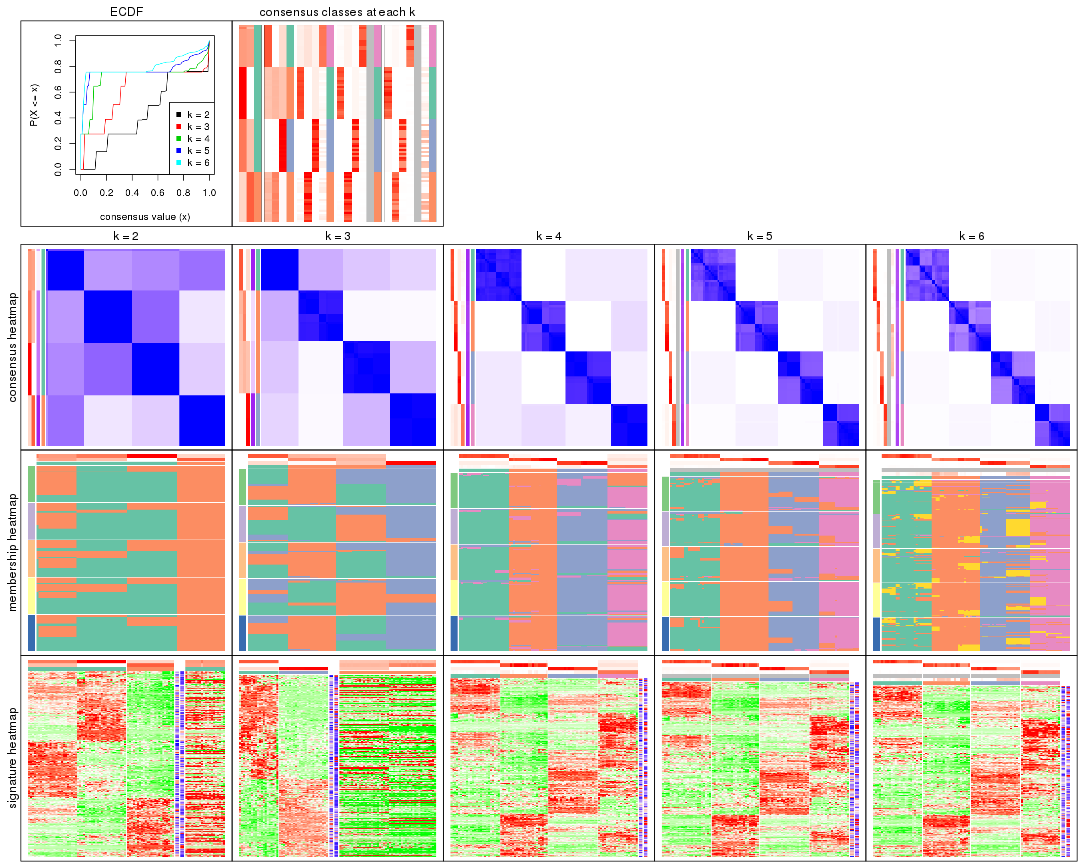 ECDF
consensus classes at each k
P(X <= x)
0.0 0.2 0.4 0.6 0.8 1.0
k = 2
k = 3
k = 4
k = 5
k = 6
0.0 0.2 0.4 0.6 0.8 1.0
consensus value (x)
k = 2
k = 3
k = 4
k = 5
k = 6
consensus heatmap
membership heatmap
signature heatmap